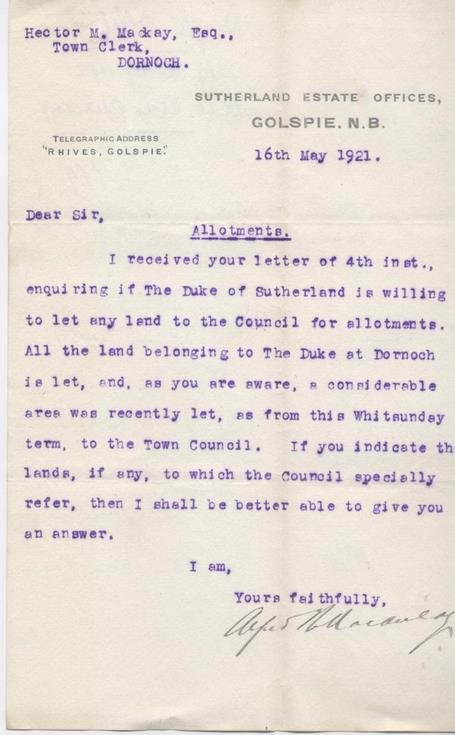 Hector M. Mackay, Esq.,
Town Clerk,
DORNOCH.
SUTHERLAND ESTATE OFFICES,
GOLSPIE. N.B.
TELEGRAPHIC ADDRESS
"RHIVES, GOLSPIE."
16th May 1921.
Dear Sir,
Allotments.
I received your letter of 4th inst.,
enquiring if The Duke of Sutherland is willing
to let any land to the Council for allotments.
All the land belonging to The Duke at Dornoch
is let, and, as you are aware, a considerable
area was recently let, as from this Whitsunday
term, to the Town Council. If you indicate th
lands, if any, to which the Council specially
refer, then I shall be better able to give you
an answer.
I am,
Yours faithfully,
Alfred N. Macaulay